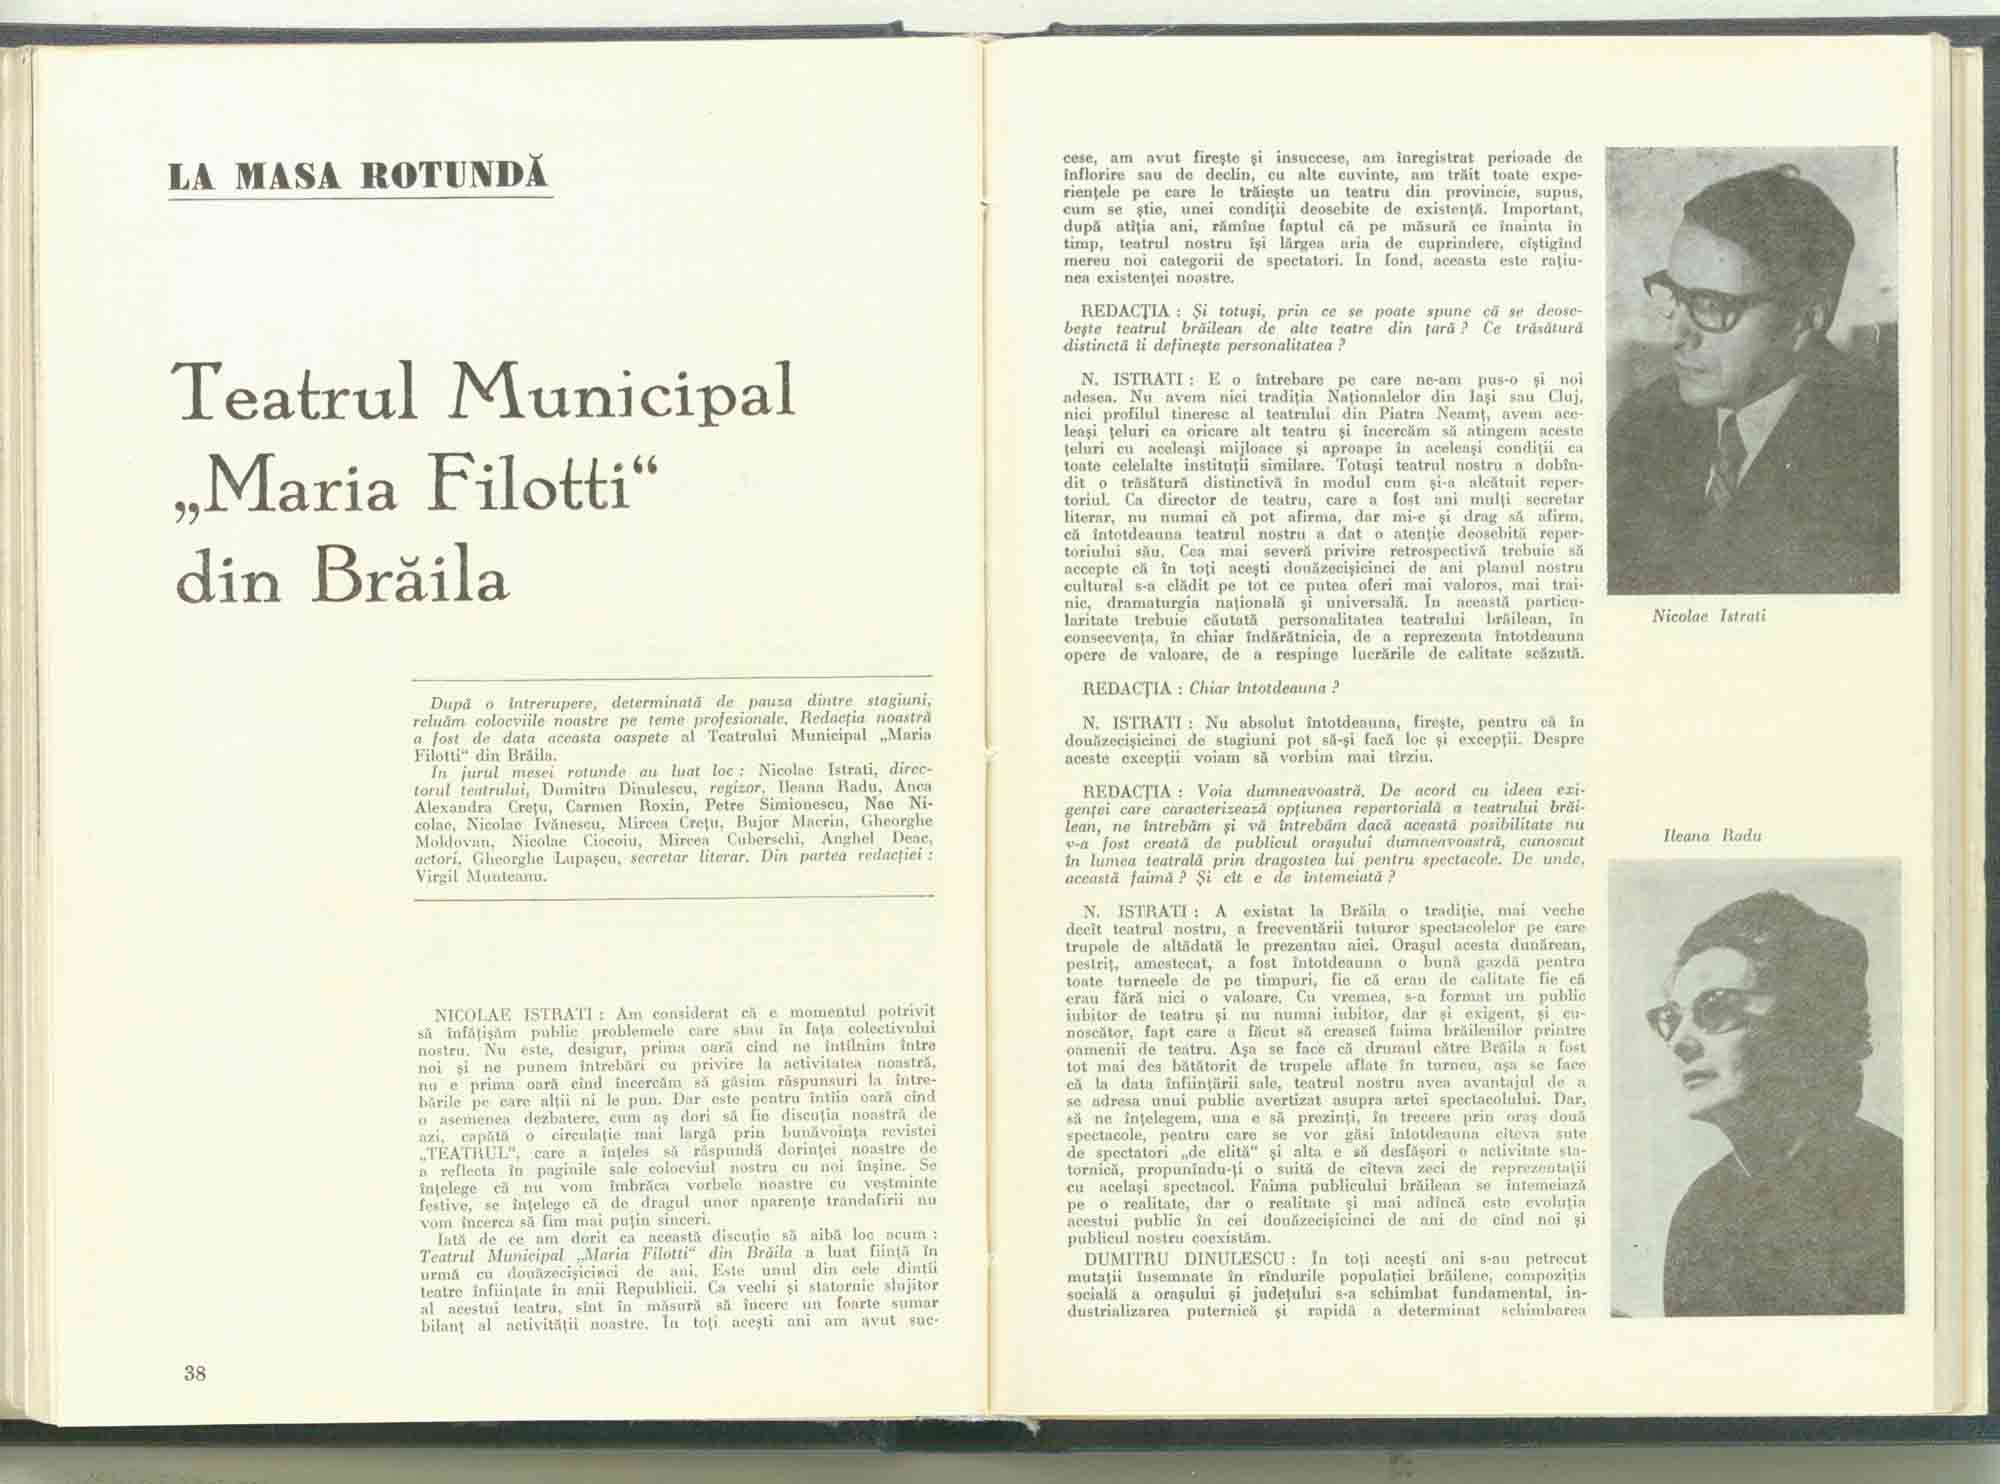 LA MASA ROTUNDĂ
Teatrul Municipal
„Maria Filotti“
din Brăila
După o întrerupere, determinată de pauza dintre stagiuni,
reluăm colocviile noastre pe teme profesionale. Redacția noastră
a fost de data aceasta oaspete al Teatrului Municipal „Maria
Filotti“ din Brăila.
In jurul mesei rotunde au luat loc : Nicolae Istrati, direc-
torul teatrului, Dumitru Dinulescu, regizor, Ileana Radu, Anca
Alexandra Crețu, Carmen Roxin, Petre Simionescu, Nae Ni-
colae, Nicolae Ivănescu, Mircea Crețu, Bujor Macrin, Gheorghe
Moldovan, Nicolae Ciocoiu, Mircea Cuberschi, Anghel Deac,
actori, Gheorghe Lupașcu, secretar literar. Din partea redacției :
Virgil Munteanu.
NICOLAE ISTRATI : Am considerat că e momentul potrivit
să înfățișăm public problemele care stau în fața colectivului
nostru. Nu este, desigur, prima oară cînd ne întîlnim între
noi și ne punem întrebări cu privire la activitatea noastră,
nu e prima oară cînd încercăm să găsim răspunsuri la între-
bările pe care alții ni le pun. Dar este pentru întîia oară cînd
o asemenea dezbatere, cum aș dori să fie discuția noastră de
azi, capătă o circulație mai largă prin bunăvoința revistei
„TEATRUL“, care a înțeles să răspundă dorinței noastre de
a reflecta în paginile sale colocviul nostru cu noi înșine. Se
înțelege că nu vom îmbrăca vorbele noastre cu veștminte
festive, se înțelege că de dragul unor aparențe trandafirii nu
vom încerca să fim mai puțin sinceri.
Iată de ce am dorit ca această discuție să aibă loc acum :
Teatrul Municipal „Maria Filotti“ din Brăila a luat ființă în
urmă cu douăzecișicinci de ani. Este unul din cele dintîi
teatre înființate în anii Republicii. Ca vechi și statornic slujitor
al acestui teatru, sînt în măsură să încerc un foarte sumar
bilanț al activității noastre. In toți acești ani am avut suc-
38
cese, am avut firește și insuccese, am înregistrat perioade de
înflorire sau de declin, cu alte cuvinte, am trăit toate expe-
riențele pe care le trăiește un teatru din provincie, supus,
cum se știe, unei condiții deosebite de existență. Important,
după atîția ani, rămîne faptul că pe măsură ce înainta în
timp, teatrul nostru își lărgea aria de cuprindere, cîștigînd
mereu noi categorii de spectatori. In fond, aceasta este rațiu-
nea existenței noastre.
REDACȚIA : Și totuși, prin ce se poate spune că se deose-
bește teatrul brăilean de alte teatre din țară ? Ce trăsătură
distinctă îi definește personalitatea ?
N. ISTRATI : E o întrebare pe care ne-am pus-o și noi
adesea. Nu avem nici tradiția Naționalelor din Iași sau Cluj,
nici profilul tineresc al teatrului din Piatra Neamț, avem ace-
leași țeluri ca oricare alt teatru și încercăm să atingem aceste
țeluri cu aceleași mijloace și aproape în aceleași condiții ca
toate celelalte instituții similare. Totuși teatrul nostru a dobîn-
dit o trăsătură distinctivă în modul cum și-a alcătuit reper-
toriul. Ca director de teatru, care a fost ani mulți secretar
literar, nu numai că pot afirma, dar mi-e și drag să afirm,
că întotdeauna teatrul nostru a dat o atenție deosebită reper-
toriului său. Cea mai severă privire retrospectivă trebuie să
accepte că în toți acești douăzecișicinci de ani planul nostru
cultural s-a clădit pe tot ce putea oferi mai valoros, mai trai-
nic, dramaturgia națională și universală. In această particu-
laritate trebuie căutată personalitatea teatrului brăilean, în
consecvența, în chiar îndărătnicia, de a reprezenta întotdeauna
opere de valoare, de a respinge lucrările de calitate scăzută.
REDACȚIA : Chiar întotdeauna ?
N. ISTRATI : Nu absolut întotdeauna, firește, pentru că în
douăzecișicinci de stagiuni pot să-și facă loc și excepții. Despre
aceste excepții voiam să vorbim mai tîrziu.
REDACȚIA : Voia dumneavoastră. De acord cu ideea exi-
genței care caracterizează opțiunea repertorială a teatrului brăi-
lean, ne întrebăm și vă întrebăm dacă această posibilitate nu
v-a fost creată de publicul orașului dumneavoastră, cunoscut
în lumea teatrală prin dragostea lui pentru spectacole. De unde,
această faimă ? Și cît e de întemeiată ?
N. ISTRATI : A existat la Brăila o tradiție, mai veche
decît teatrul nostru, a frecventării tuturor spectacolelor pe care
trupele de altădată le prezentau aici. Orașul acesta dunărean,
pestriț, amestecat, a fost întotdeauna o bună gazdă pentru
toate turneele de pe timpuri, fie că erau de calitate fie că
erau fără nici o valoare. Cu vremea, s-a format un public
iubitor de teatru și nu numai iubitor, dar și exigent, și cu-
noscător, fapt care a făcut să crească faima brăilenilor printre
oamenii de teatru. Așa se face că drumul către Brăila a fost
tot mai des bătătorit de trupele aflate în turneu, așa se face
că la data înființării sale, teatrul nostru avea avantajul de a
se adresa unui public avertizat asupra artei spectacolului. Dar,
să ne înțelegem, una e să prezinți, în trecere prin oraș două
spectacole, pentru care se vor găsi întotdeauna cîteva sute
de spectatori „de elită“ și alta e să desfășori o activitate sta-
tornică, propunîndu-ți o suită de cîteva zeci de reprezentații
cu același spectacol. Faima publicului brăilean se întemeiază
pe o realitate, dar o realitate și mai adîncă este evoluția
acestui public în cei douăzecișicinci de ani de cînd noi și
publicul nostru coexistăm.
DUMITRU DINULESCU : In toți acești ani s-au petrecut
mutații însemnate în rîndurile populației brăilene, compoziția
socială a orașului și județului s-a schimbat fundamental, in-
dustrializarea puternică și rapidă a determinat schimbarea
Nicolae Istrati
Ileana Radu